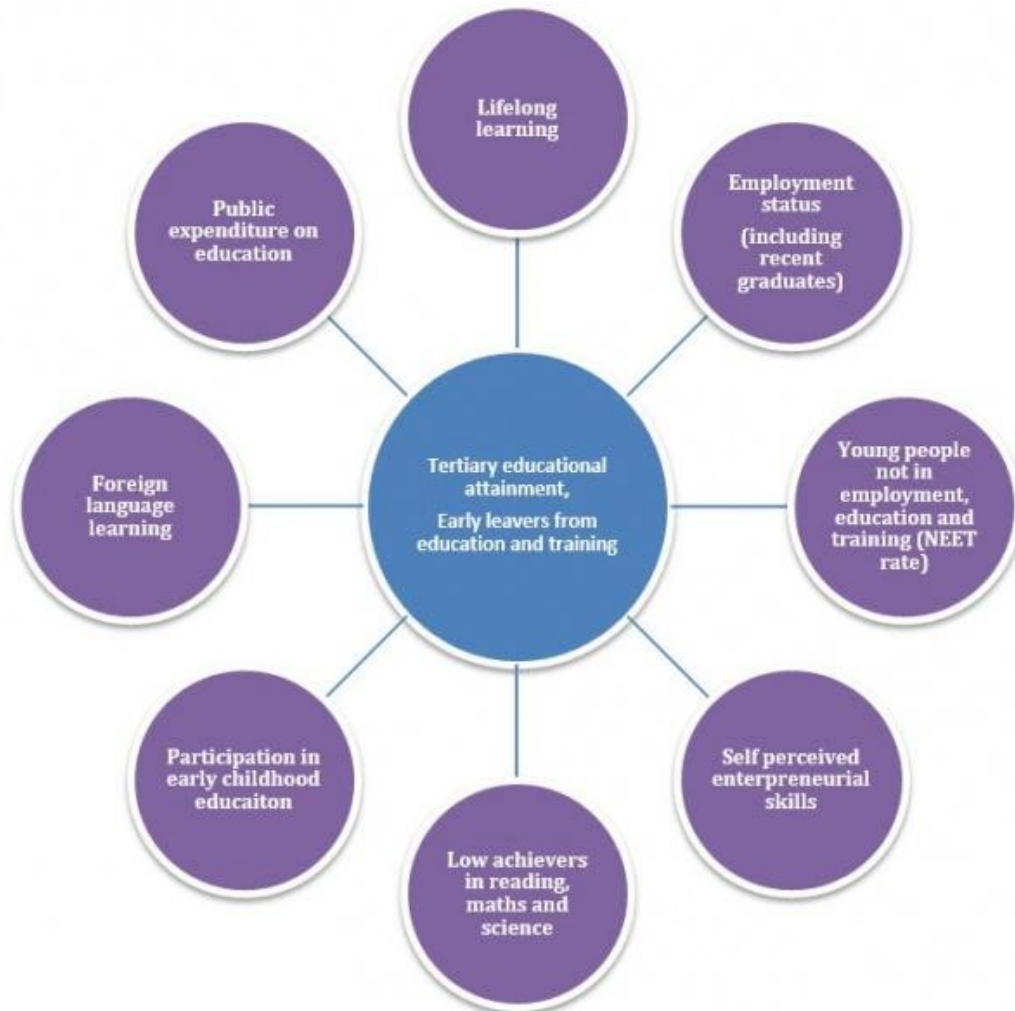 Lifelong
learning
Employment
status
(including
recent
graduates)
Young people
not in
employment,
education and
training (NEET
rate)
Self perceived
enterpreneurial
skills
Low achievers
in reading,
maths and
science
Participation in
early childhood
educaiton
Foreign
language
learning
Public
expenditure on
education
Tertiary educational
attainment,
Early leavers from
education and training